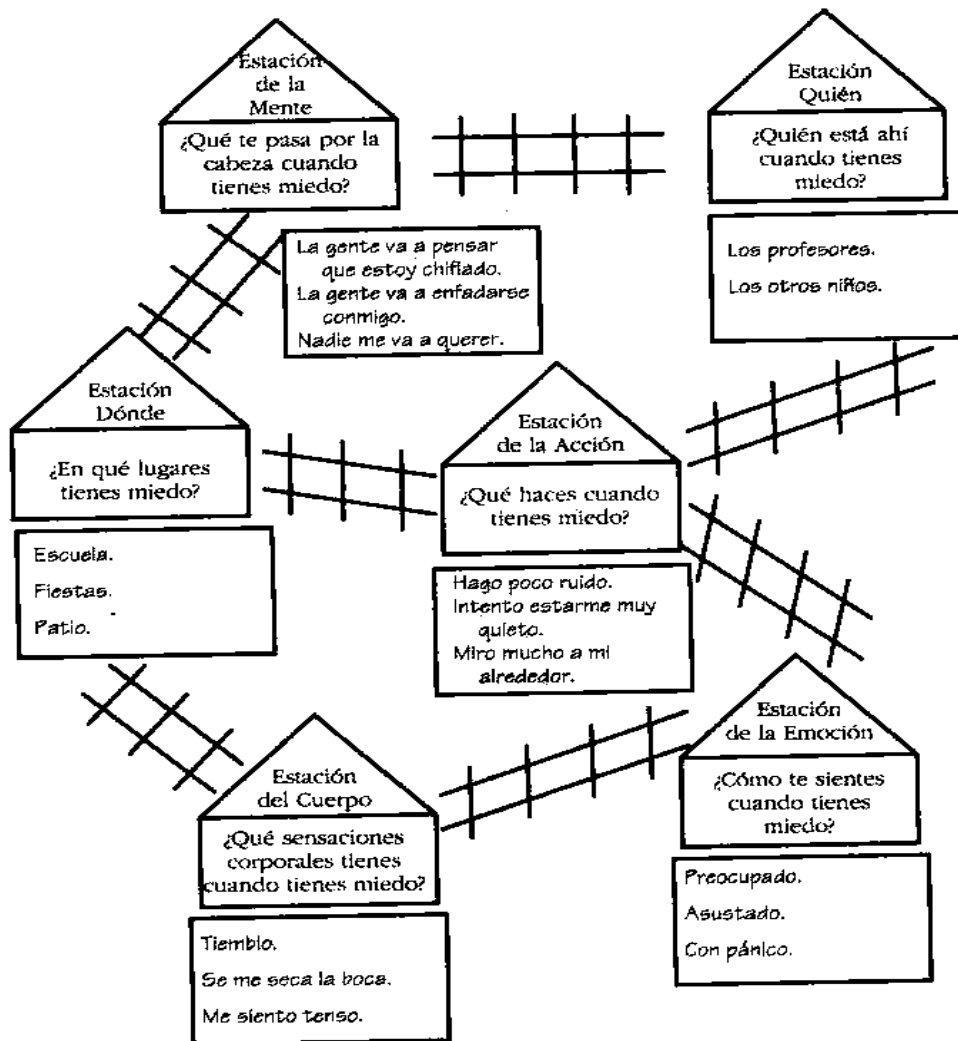 Estación
de la
Mente
¿Qué te pasa por la
cabeza cuando
tienes miedo?
La gente va a pensar
que estoy chiflado.
La gente va a enfadarse
conmigo.
Nadie me va a querer.
Estación
Quién
¿Quién está ahí
cuando tienes
miedo?
Los profesores.
Los otros niños.
Estación
Dónde
¿En qué lugares
tienes miedo?
Escuela.
Fiestas.
Patio.
Estación
de la Acción
¿Qué haces cuando
tienes miedo?
Hago poco ruido.
Intento estarme muy
quieto.
Miro mucho a mi
alrededor.
Estación
del Cuerpo
¿Qué sensaciones
corporales tienes
cuando tienes miedo?
Tiemblo.
Se me seca la boca.
Me siento tenso.
Estación
de la Emoción
¿Cómo te sientes
cuando tienes
miedo?
Preocupado.
Asustado.
Con pánico.